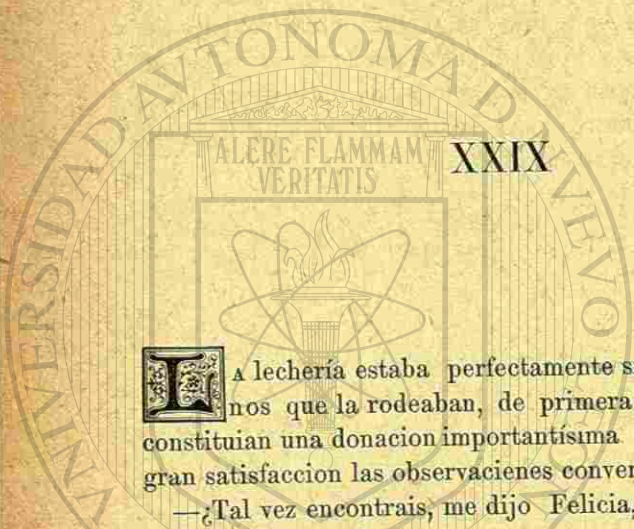 XXIX
LA lechería estaba perfectamente s
nos que la rodeaban, de primera
constituian una donacion importantísima
gran satisfaccion las observacienes conver
—¿Tal vez encontrais, me dijo Felicia,
UNIVERSIDAD AUTONOMA DE NUEVO
ALERE FLAMMAM
VERITATIS